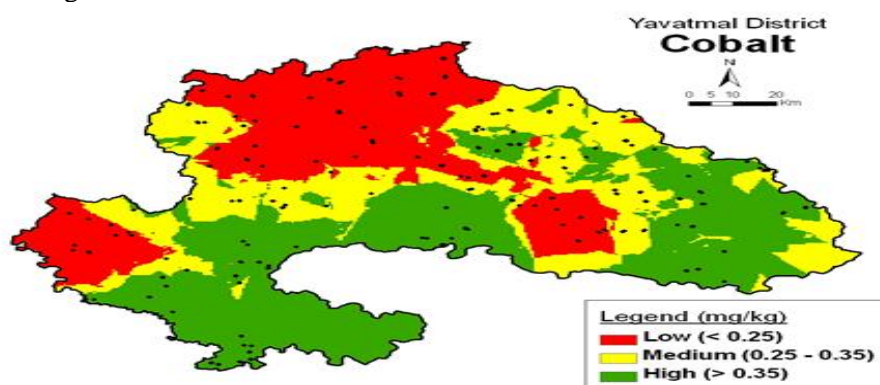 Yavatmal District
Cobalt
N
0 5 10 20
Km
Legend (mg/kg)
Low (< 0.25)
Medium (0.25 - 0.35)
High (> 0.35)